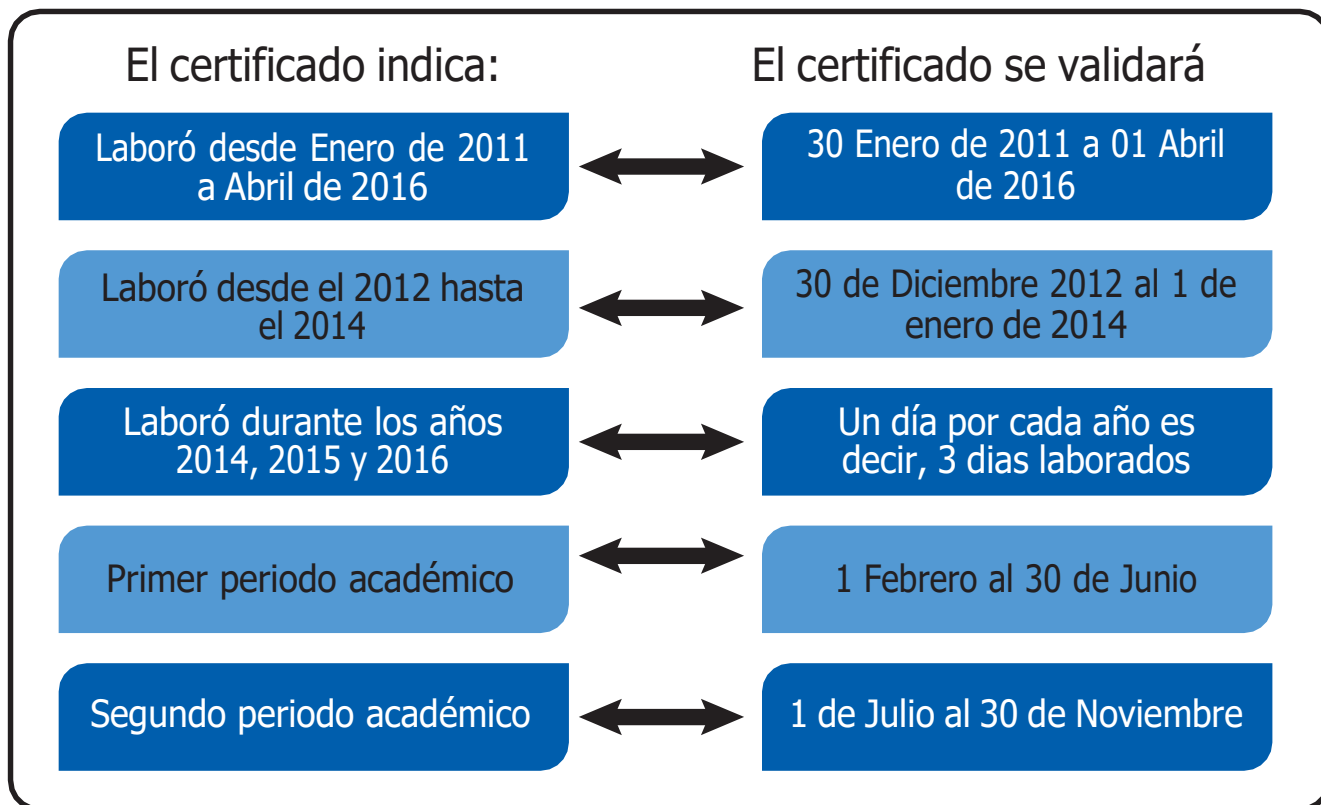 El certificado indica:
El certificado se validará
Laboró desde Enero de 2011
a Abril de 2016
30 Enero de 2011 a 01 Abril
de 2016
Laboró desde el 2012 hasta
el 2014
30 de Diciembre 2012 al 1 de
enero de 2014
Laboró durante los años
2014, 2015 y 2016
Un día por cada año es
decir, 3 dias laborados
Primer periodo académico
1 Febrero al 30 de Junio
Segundo periodo académico
1 de Julio al 30 de Noviembre